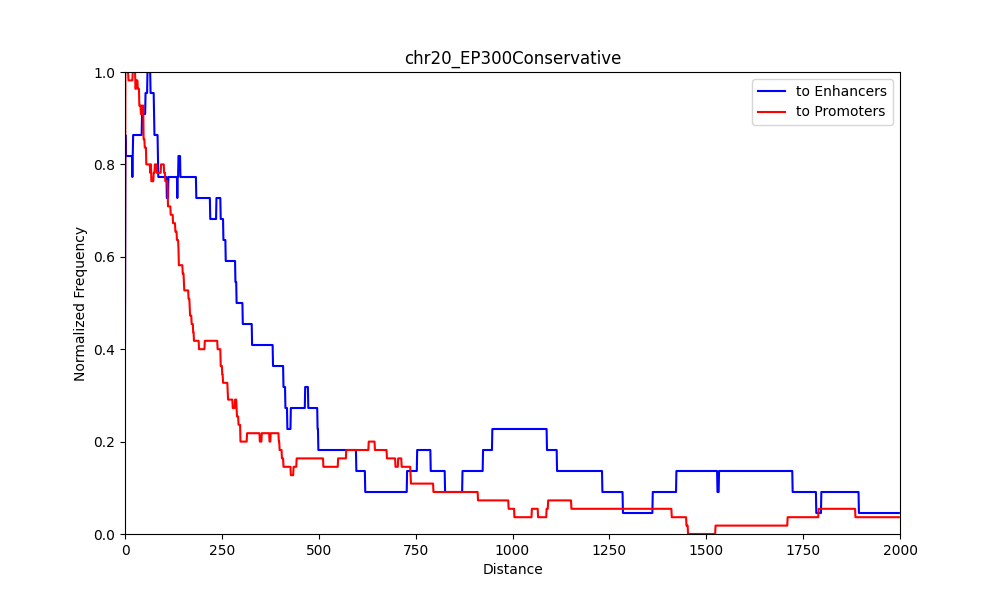 chr20_EP300Conservative
to Enhancers
to Promoters
Normalized Frequency
1.0
0.8
0.6
0.4
0.2
0.0
0 250 500 750 1000 1250 1500 1750 2000
Distance